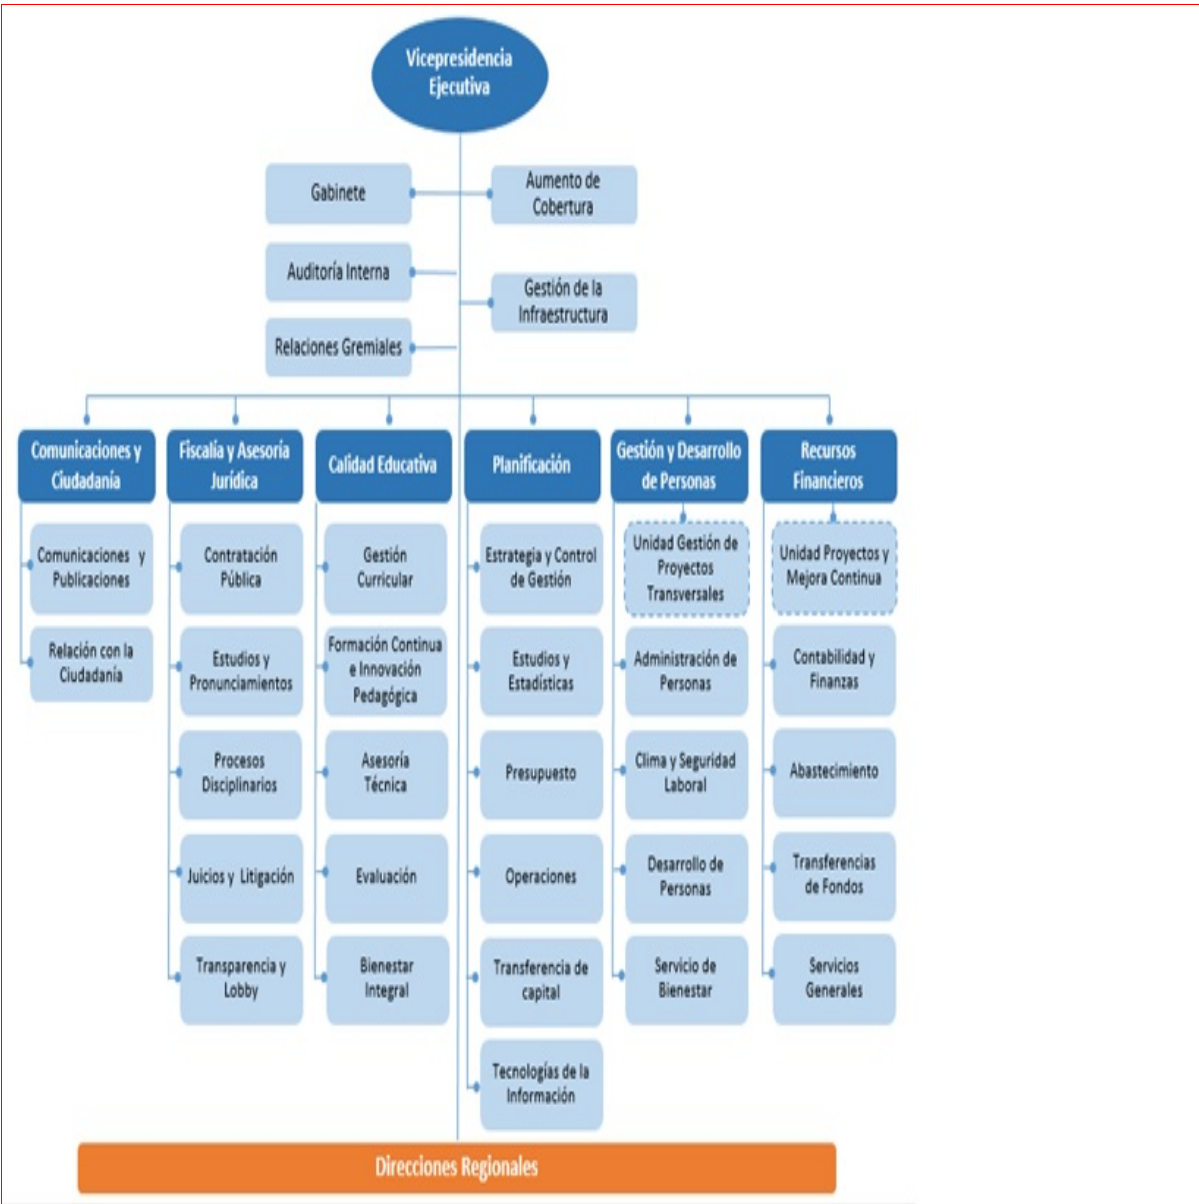 Vicepresidencia
Ejecutiva
Gabinete
Aumento de
Cobertura
Auditoría Interna
Gestión de la
Infraestructura
Relaciones Gremiales
Comunicaciones y
Ciudadanía
Fiscalía y Asesoría
Jurídica
Calidad Educativa
Planificación
Gestión y Desarrollo
de Personas
Recursos
Financieros
Comunicaciones y
Publicaciones
Relación con la
Ciudadanía
Contratación
Pública
Estudios y
Pronunciamientos
Procesos
Disciplinarios
Juicios y Litigación
Transparencia y
Lobby
Gestión
Curricular
Formación Continua
e Innovación
Pedagógica
Asesoría
Técnica
Evaluación
Bienestar
Integral
Estrategia y Control
de Gestión
Estudios y
Estadísticas
Presupuesto
Operaciones
Transferencia de
capital
Tecnologías de la
Información
Unidad Gestión de
Proyectos
Transversales
Administración de
Personas
Clima y Seguridad
Laboral
Desarrollo de
Personas
Servicio de
Bienestar
Unidad Proyectos y
Mejora Continua
Contabilidad y
Finanzas
Abastecimiento
Transferencias
de Fondos
Servicios
Generales
Direcciones Regionales